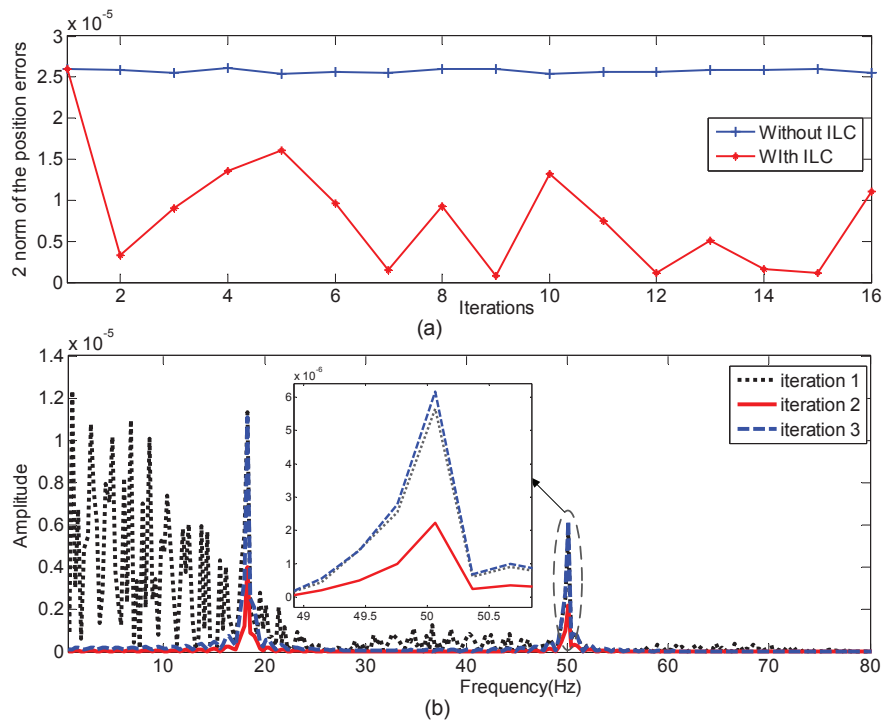 x 10-5
3
2.5
2
1.5
1
0.5
0
2 norm of the position errors
Without ILC
WIth ILC
2 4 6 8 10 12 14 16
Iterations
(a)
x 10-5
1.4
1.2
1
0.8
0.6
0.4
0.2
0
Amplitude
x 10-6
6
5
4
3
2
1
0
49 49.5 50 50.5
iteration 1
iteration 2
iteration 3
10 20 30 40 50 60 70 80
Frequency(Hz)
(b)